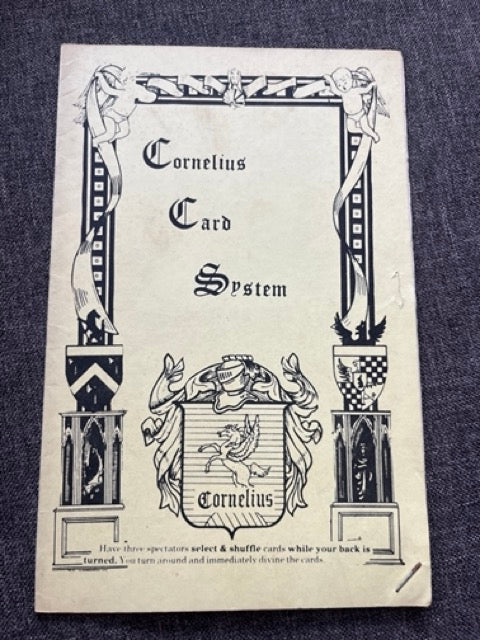 Cornelius
Card
System
Cornelius
Have three spectators select & shuffle cards while your back is
turned. You turn around and immediately divine the cards.